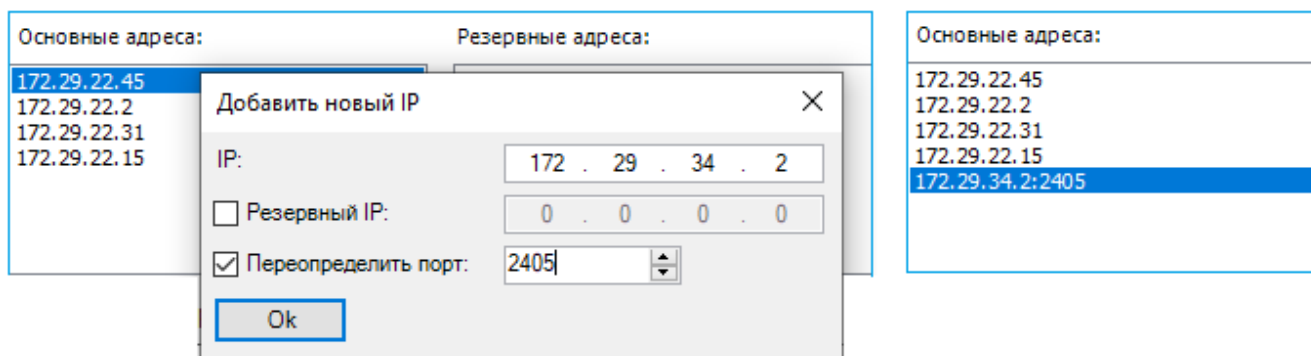 Основные адреса:
Резервные адреса:
172.29.22.45
172.29.22.2
172.29.22.31
172.29.22.15
Добавить новый IP
IP:
172 . 29 . 34 . 2
Резервный IP:
0 . 0 . 0 . 0
Переопределить порт:
2405
Ok
Основные адреса:
172.29.22.45
172.29.22.2
172.29.22.31
172.29.22.15
172.29.34.2:2405